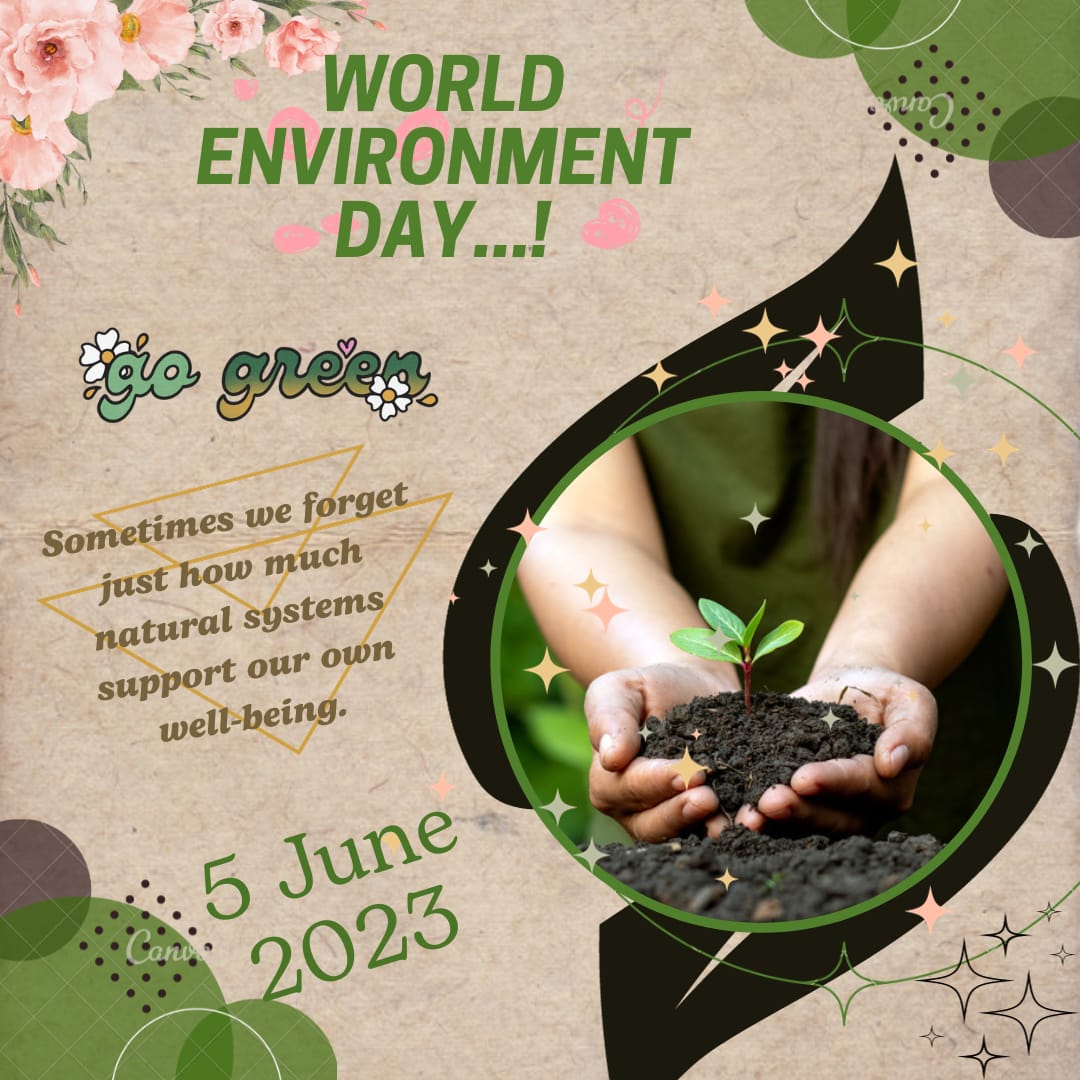 WORLD
ENVIRONMENT
DAY...!
Canva
go green
Sometimes we forget
just how much
natural systems
support our own
well-being.
5 June
2023
Canva